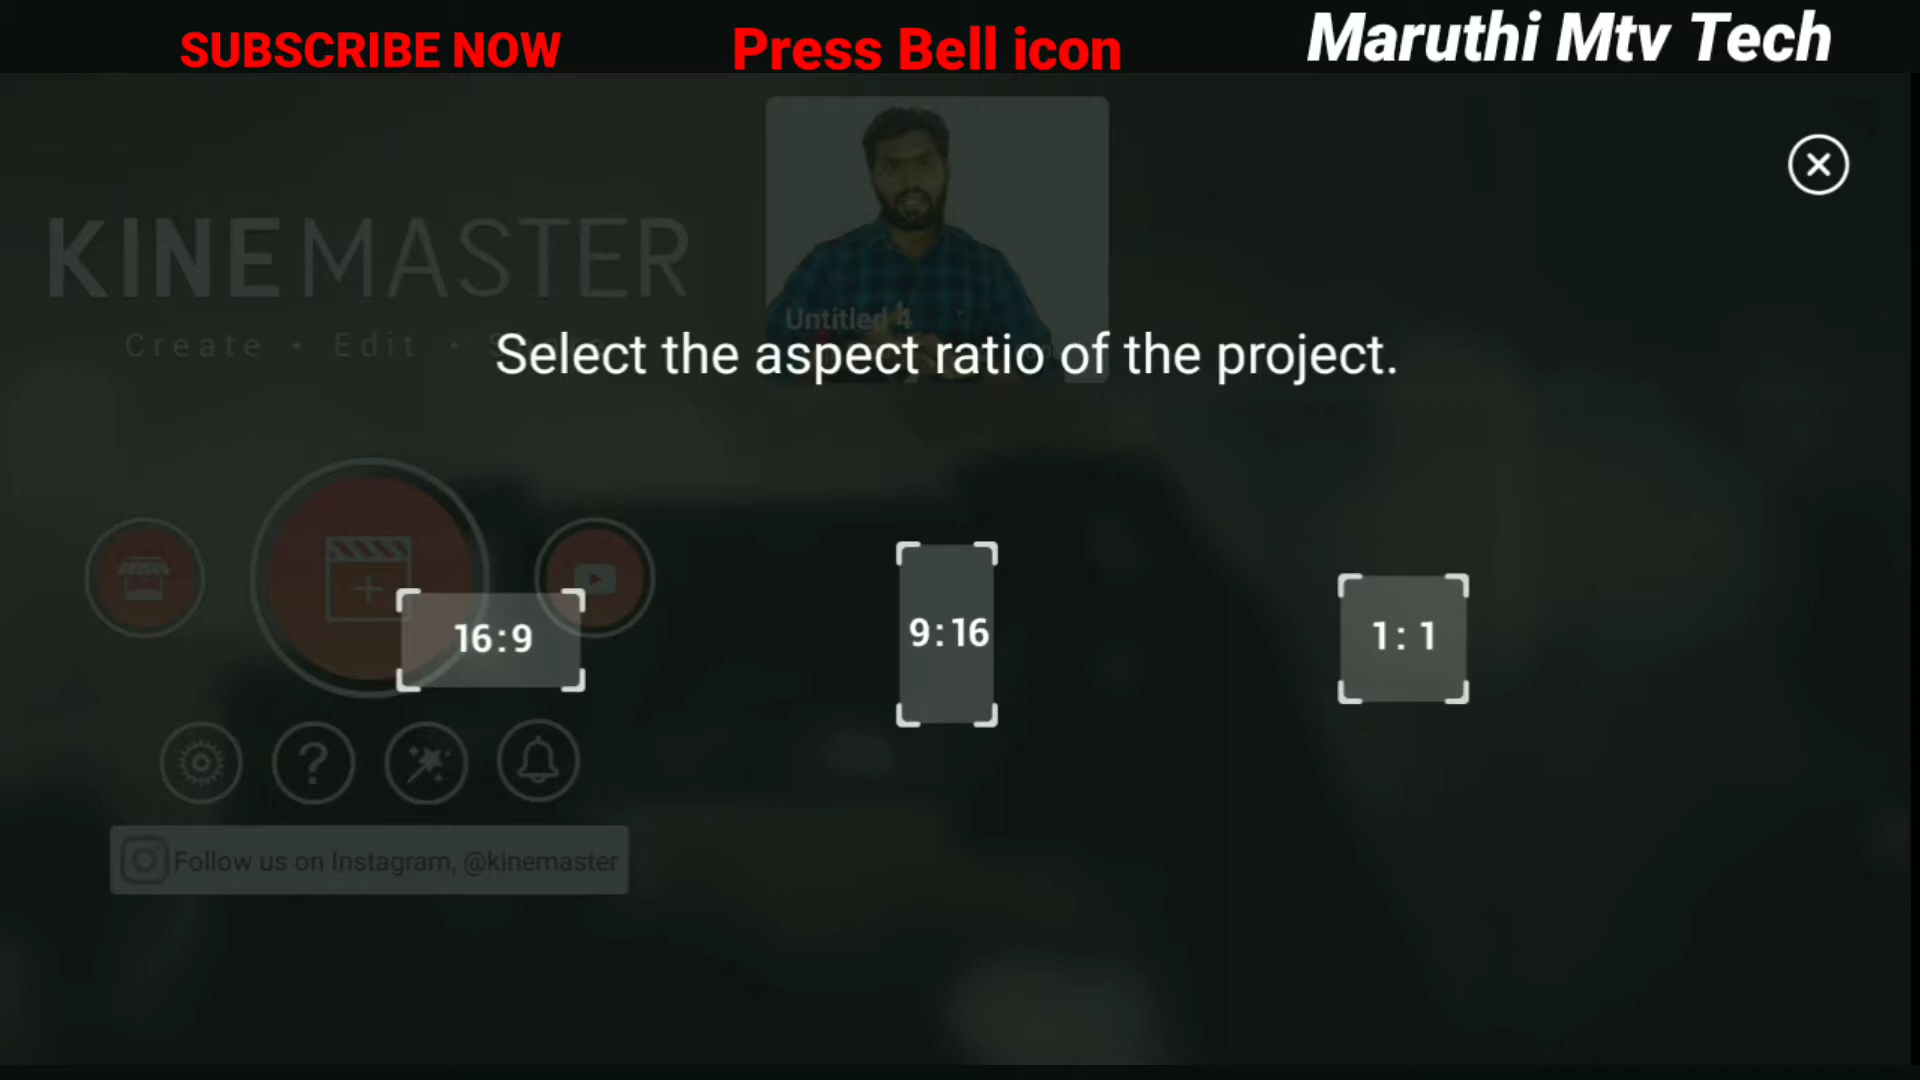 SUBSCRIBE NOW
Press Bell icon
Maruthi Mtv Tech
KINEMASTER
Create • Edit •
Untitled 4
Select the aspect ratio of the project.
16:9
9:16
1:1
?
Follow us on Instagram, @kinemaster